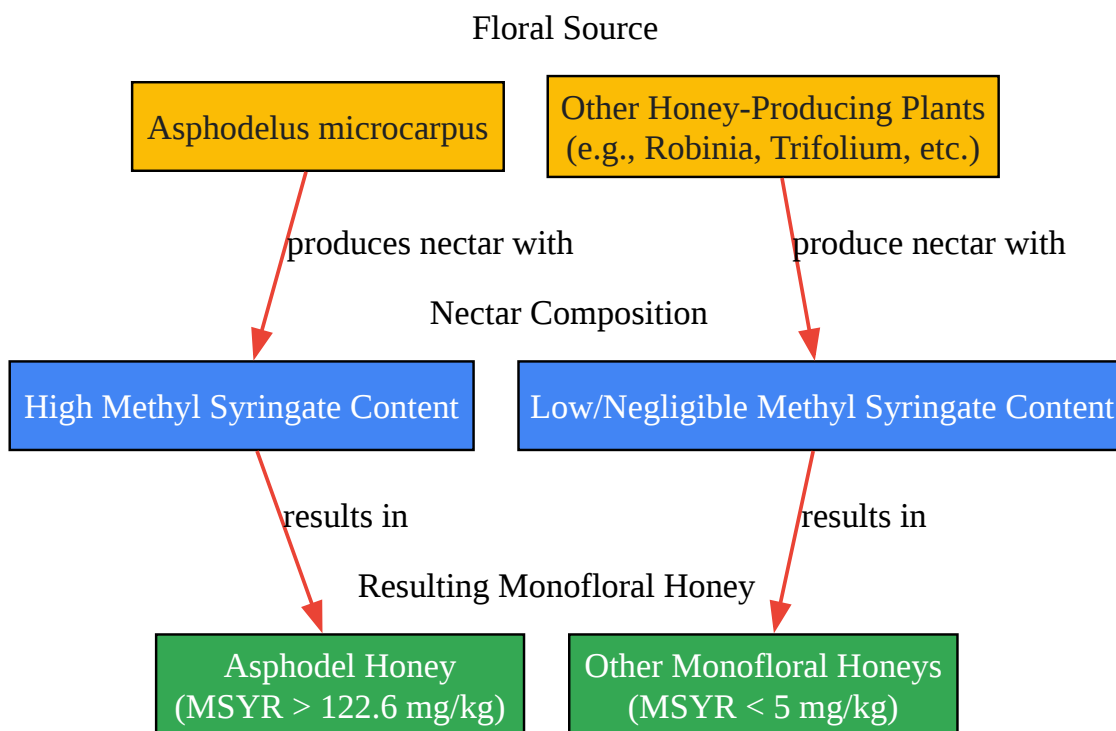 Floral Source
Asphodelus microcarpus
Other Honey-Producing Plants
(e.g., Robinia, Trifolium, etc.)
produces nectar with
produce nectar with
Nectar Composition
High Methyl Syringate Content
Low/Negligible Methyl Syringate Content
results in
results in
Resulting Monofloral Honey
Asphodel Honey
(MSYR > 122.6 mg/kg)
Other Monofloral Honeys
(MSYR < 5 mg/kg)